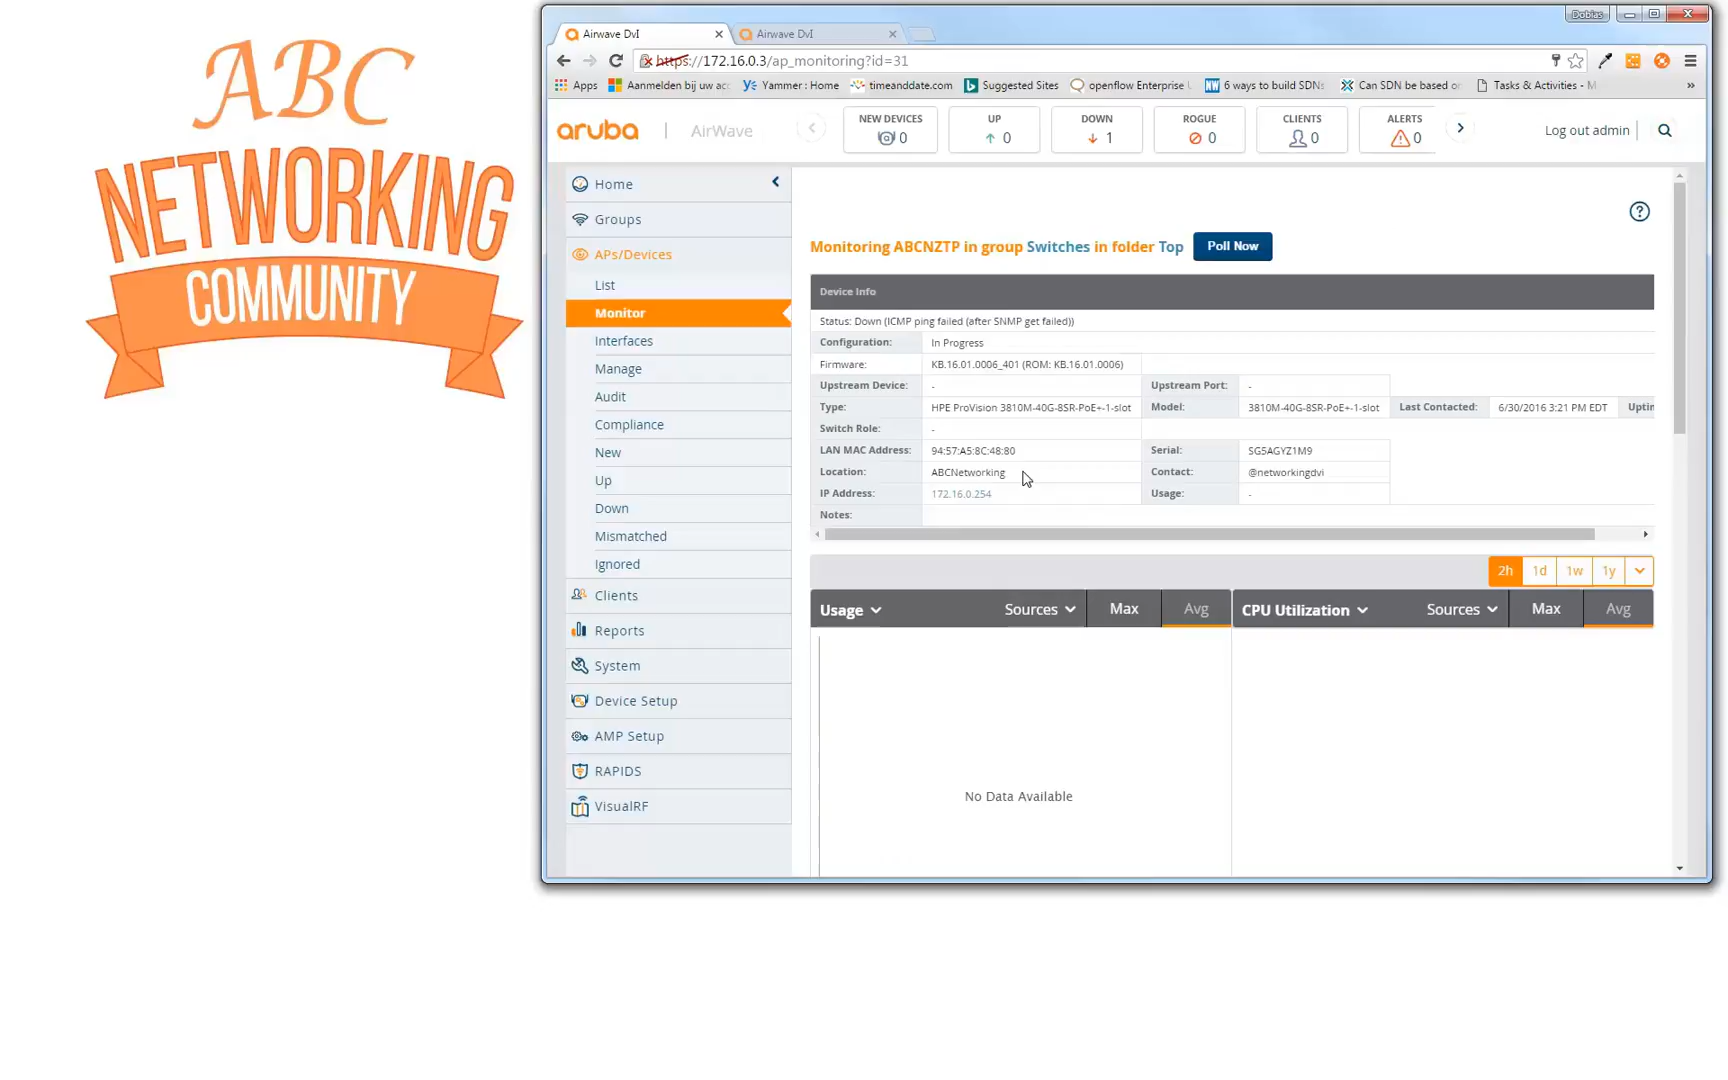 ABC
NETWORKING
COMMUNITY
Dobias
Airwave DvI
Airwave DvI
https://172.16.0.3/ap_monitoring?id=31
Apps
Aanmelden bij uw acc
Yammer : Home
timeanddate.com
Suggested Sites
openflow Enterprise U
6 ways to build SDNs
Can SDN be based on
Tasks & Activities - M
»
aruba | AirWave
NEW DEVICES
0
UP
0
DOWN
1
ROGUE
0
CLIENTS
0
ALERTS
0
Log out admin
Home
Groups
APs/Devices
List
Monitor
Interfaces
Manage
Audit
Compliance
New
Up
Down
Mismatched
Ignored
Clients
Reports
System
Device Setup
AMP Setup
RAPIDS
VisualRF
Monitoring ABCNZTP in group Switches in folder Top
Poll Now
Device Info
Status: Down (ICMP ping failed (after SNMP get failed))
Configuration: In Progress
Firmware: KB.16.01.0006_401 (ROM: KB.16.01.0006)
Upstream Device: - Upstream Port: -
Type: HPE ProVision 3810M-40G-8SR-PoE+-1-slot Model: 3810M-40G-8SR-PoE+-1-slot Last Contacted: 6/30/2016 3:21 PM EDT Uptin
Switch Role: -
LAN MAC Address: 94:57:A5:8C:48:80 Serial: SG5AGYZ1M9
Location: ABCNetworking Contact: @networkingdvi
IP Address: 172.16.0.254 Usage: -
Notes:
2h 1d 1w 1y
Usage Sources Max Avg
CPU Utilization Sources Max Avg
No Data Available